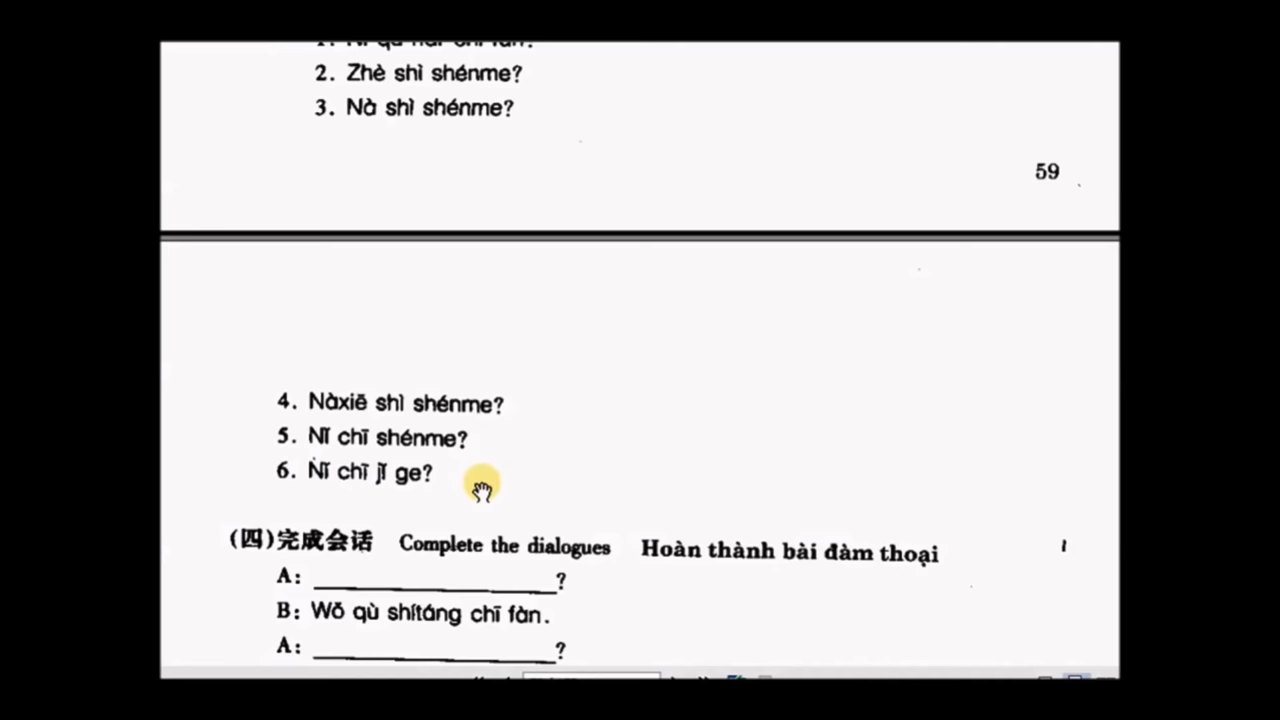 2. Zhè shì shénme?
3. Nà shì shénme?
59
4. Nàxiē shì shénme?
5. Nǐ chī shénme?
6. Nǐ chī jǐ ge?
(四)完成会话 Complete the dialogues Hoàn thành bài đàm thoại
A: ____________________?
B: Wǒ qù shítáng chī fàn.
A: ____________________?